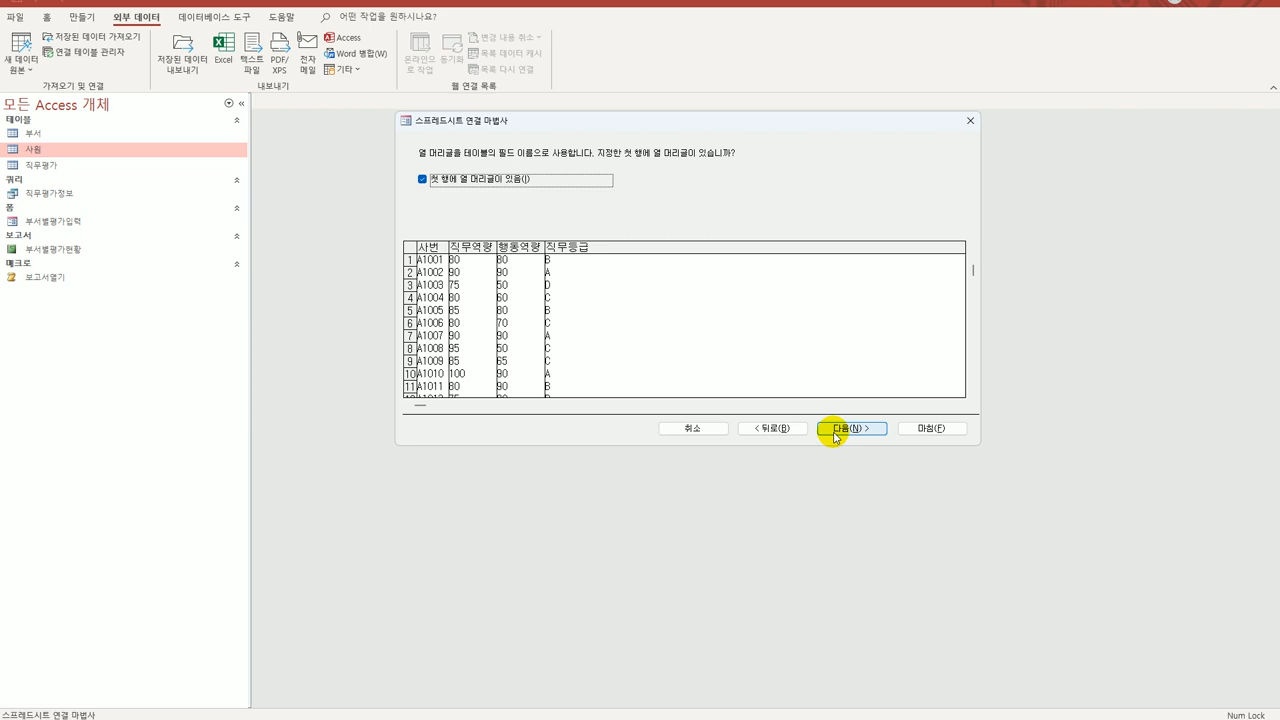 파일 홈 만들기 외부 데이터 데이터베이스 도구 도움말 어떤 작업을 원하시나요?
새 데이터 원본
저장된 데이터 가져오기
연결 테이블 관리자
가져오기 및 연결
저장된 데이터 내보내기
Excel
텍스트 파일
PDF/XPS
전자 메일
Access
Word 병합(W)
기타
내보내기
온라인으로 작업
동기화
변경 내용 취소
목록 데이터 캐시
목록 다시 연결
웹 연결 목록
모든 Access 개체
테이블
부서
사원
직무평가
쿼리
직무평가정보
폼
부서별평가입력
보고서
부서별평가현황
매크로
보고서열기
스프레드시트 연결 마법사
열 머리글을 테이블의 필드 이름으로 사용합니다. 지정한 첫 행에 열 머리글이 있습니까?
첫 행에 열 머리글이 있음(I)
사번 직무역량 행동역량 직무등급
1 A1001 80 80 B
2 A1002 90 90 A
3 A1003 75 50 D
4 A1004 80 60 C
5 A1005 85 80 B
6 A1006 80 70 C
7 A1007 90 90 A
8 A1008 95 50 C
9 A1009 85 65 C
10 A1010 100 90 A
11 A1011 80 90 B
취소 < 뒤로(B) 다음(N) > 마침(F)
스프레드시트 연결 마법사
Num Lock